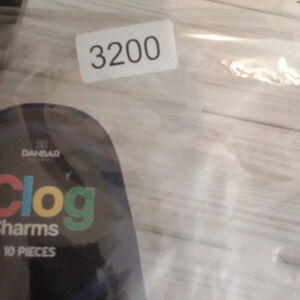 3200
DANBAR
Clog
Charms
10 PIECES